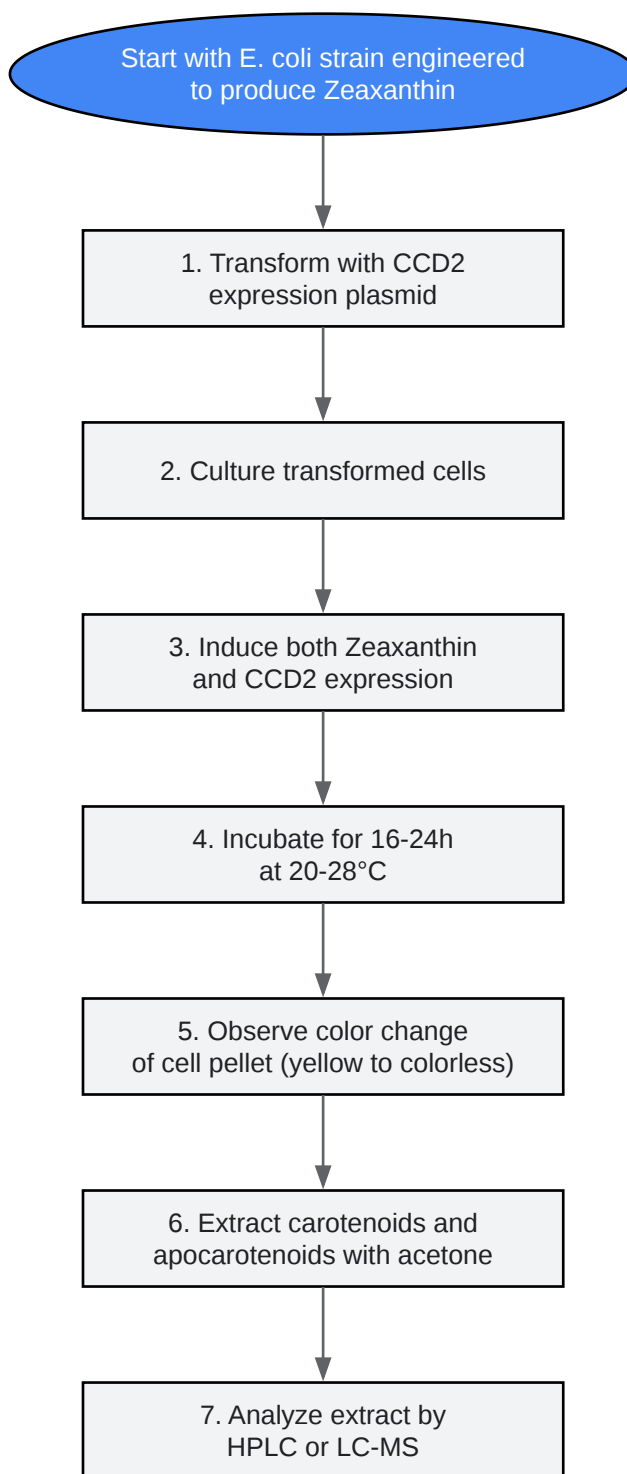 Start with E. coli strain engineered
to produce Zeaxanthin
1. Transform with CCD2
expression plasmid
2. Culture transformed cells
3. Induce both Zeaxanthin
and CCD2 expression
4. Incubate for 16-24h
at 20-28°C
5. Observe color change
of cell pellet (yellow to colorless)
6. Extract carotenoids and
apocarotenoids with acetone
7. Analyze extract by
HPLC or LC-MS